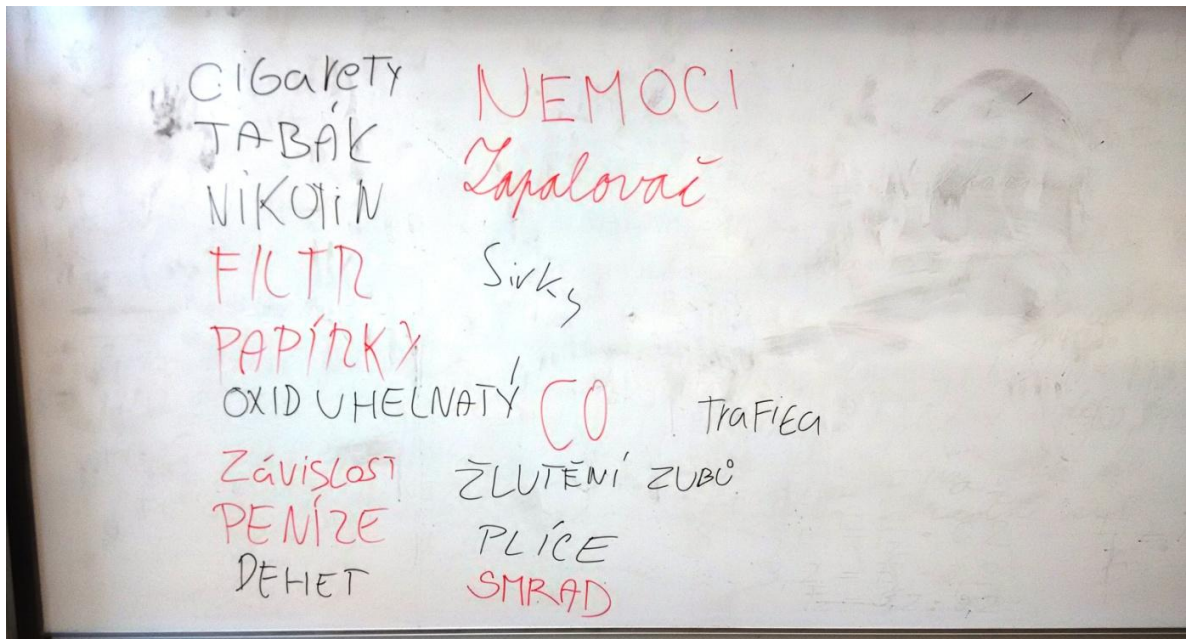 CIGARETY
TABÁK
NIKOTIN
FILTR
PAPÍRKY
OXID UHELNATÝ CO
ZÁVISLOST
PENÍZE
DEHET
NEMOCI
Zapalovač
Sirky
TRAFIKA
ŽLUTĚNÍ ZUBŮ
PLÍCE
SMRAD